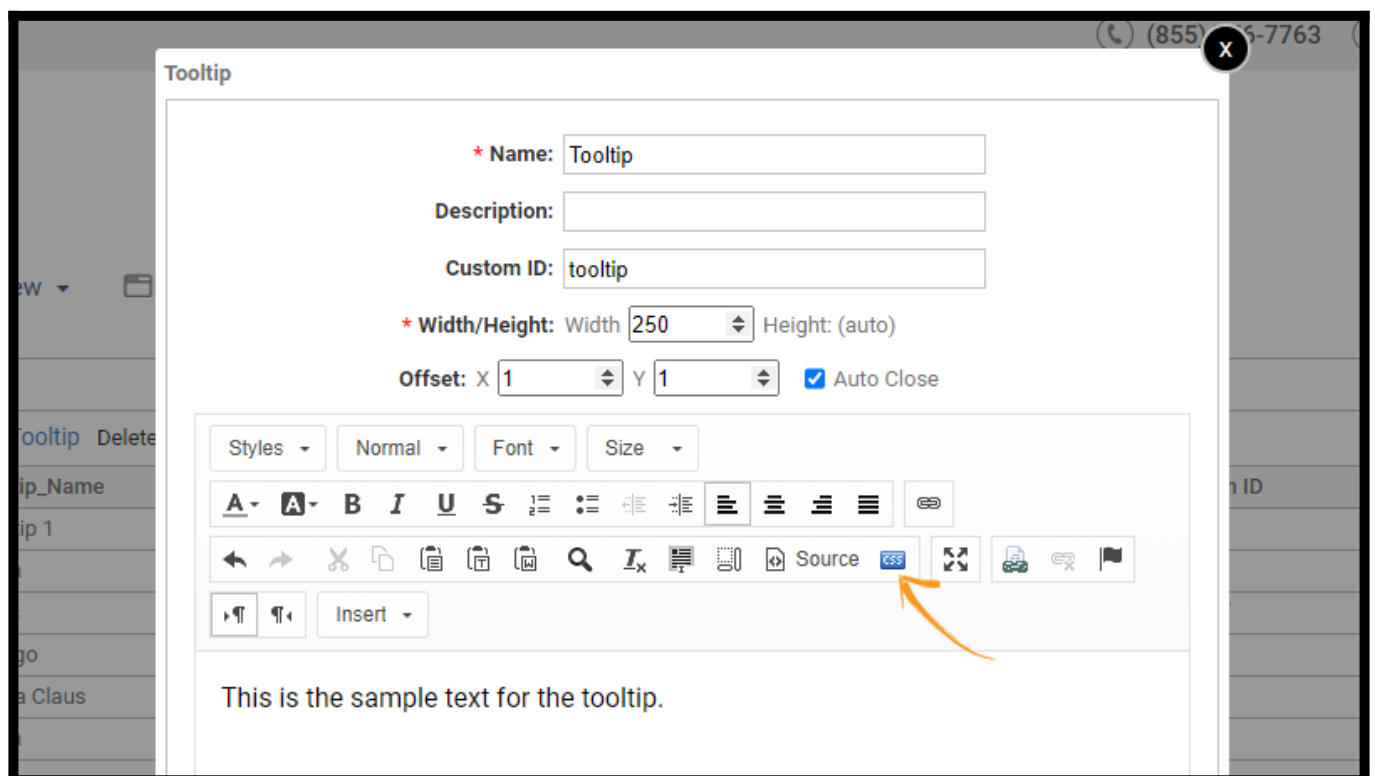 (855)
6-7763
X
Tooltip
* Name: Tooltip
Description:
Custom ID: tooltip
* Width/Height: Width 250 Height: (auto)
Offset: X 1 Y 1 Auto Close
Tooltip Delete
Styles Normal Font Size
ip_Name
ID
A A B I U S
tip 1
Source css
Insert
go
a Claus
This is the sample text for the tooltip.